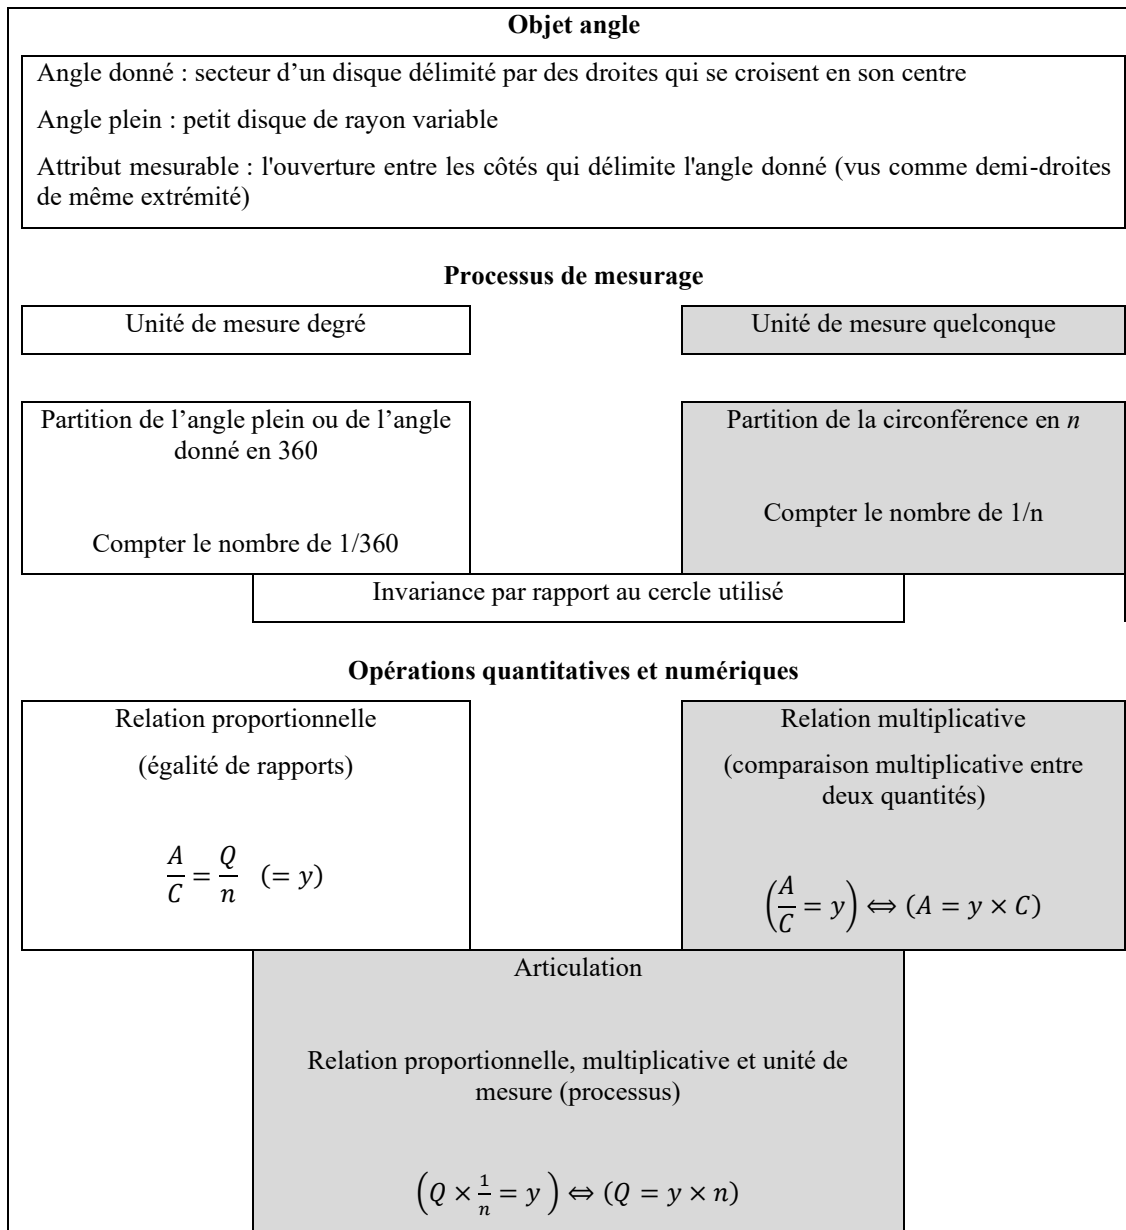 Objet angle
Angle donné : secteur d'un disque délimité par des droites qui se croisent en son centre
Angle plein : petit disque de rayon variable
Attribut mesurable : l'ouverture entre les côtés qui délimite l'angle donné (vus comme demi-droites
de même extrémité)
Processus de mesurage
Unité de mesure degré
Unité de mesure quelconque
Partition de l'angle plein ou de l'angle
donné en 360
Compter le nombre de 1/360
Partition de la circonférence en n
Compter le nombre de 1/n
Invariance par rapport au cercle utilisé
Opérations quantitatives et numériques
Relation proportionnelle
(égalité de rapports)
A/C = Q/n (= y)
Relation multiplicative
(comparaison multiplicative entre
deux quantités)
(A/C = y) ⇔ (A = y × C)
Articulation
Relation proportionnelle, multiplicative et unité de
mesure (processus)
(Q × 1/n = y) ⇔ (Q = y × n)